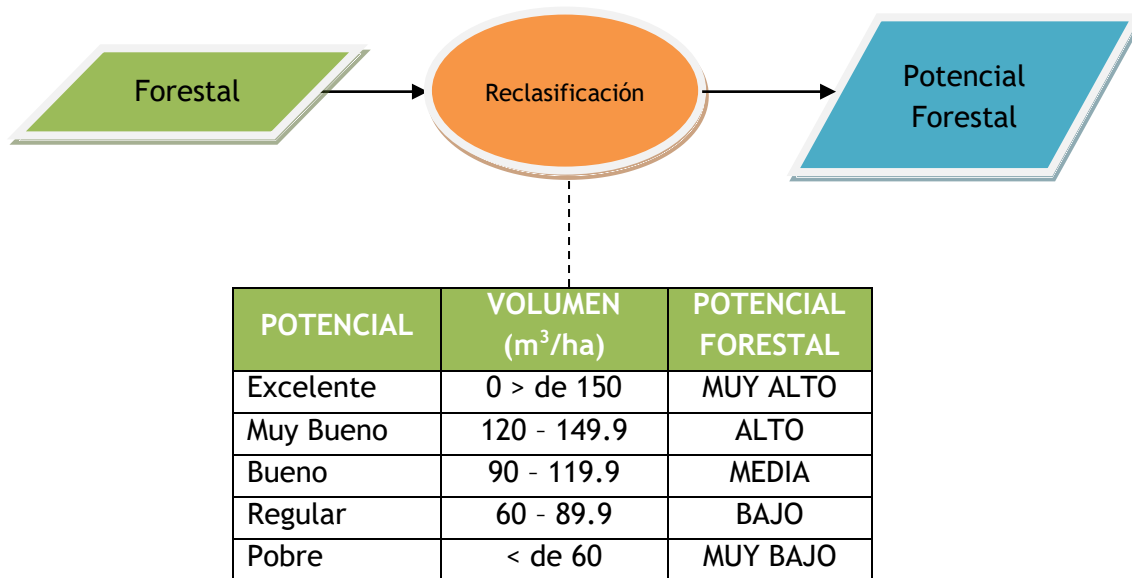 Forestal
Reclasificación
Potencial
Forestal
POTENCIAL
VOLUMEN
(m³/ha)
POTENCIAL
FORESTAL
Excelente 0 > de 150 MUY ALTO
Muy Bueno 120 – 149.9 ALTO
Bueno 90 – 119.9 MEDIA
Regular 60 – 89.9 BAJO
Pobre < de 60 MUY BAJO